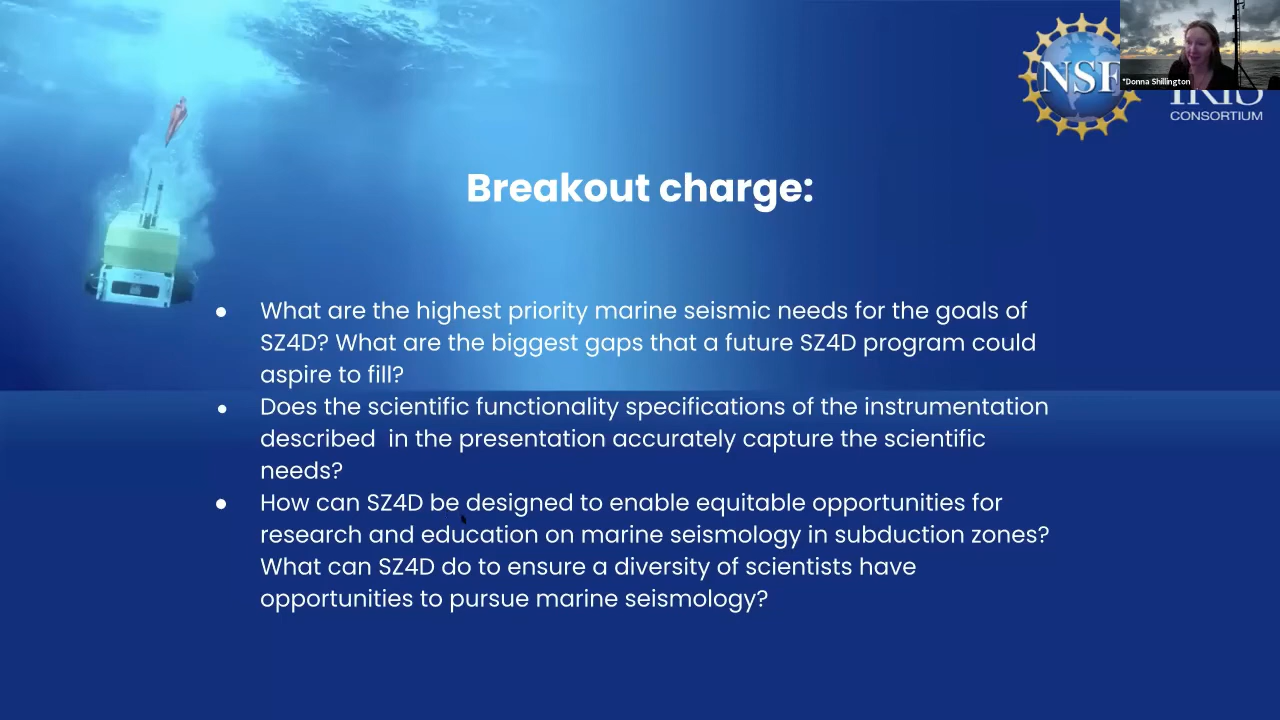 NSF
*Donna Shillington
IRIS
CONSORTIUM
Breakout charge:
● What are the highest priority marine seismic needs for the goals of
SZ4D? What are the biggest gaps that a future SZ4D program could
aspire to fill?
● Does the scientific functionality specifications of the instrumentation
described  in the presentation accurately capture the scientific
needs?
● How can SZ4D be designed to enable equitable opportunities for
research and education on marine seismology in subduction zones?
What can SZ4D do to ensure a diversity of scientists have
opportunities to pursue marine seismology?